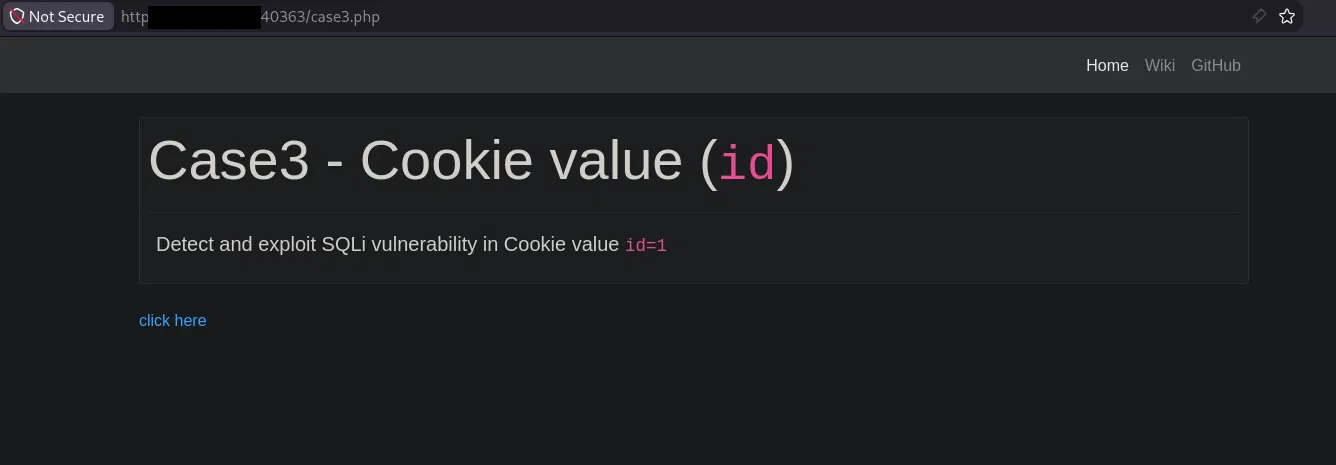 Not Secure http 40363/case3.php
Home Wiki GitHub
Case3 - Cookie value (id)
Detect and exploit SQLi vulnerability in Cookie value id=1
click here